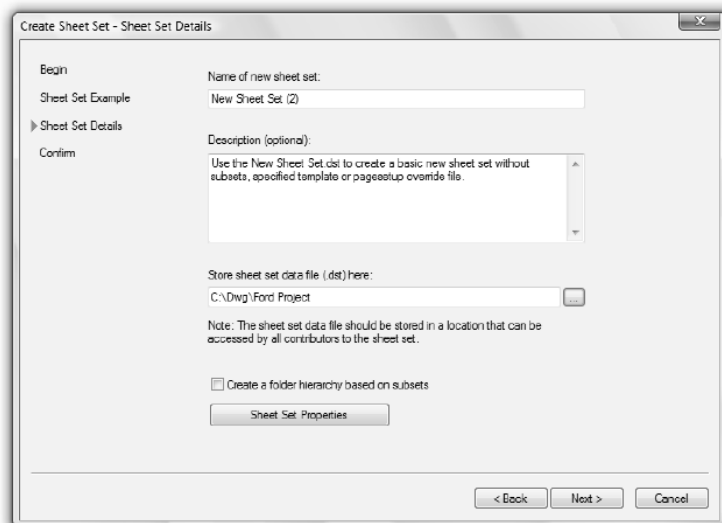 Create Sheet Set - Sheet Set Details
Begin
Sheet Set Example
Sheet Set Details
Confirm
Name of new sheet set:
New Sheet Set (2)
Description (optional):
Use the New Sheet Set.dst to create a basic new sheet set without
subsets, specified template or pagesetup override file.
Store sheet set data file (.dst) here:
C:\Dwg\Ford Project
...
Note: The sheet set data file should be stored in a location that can be
accessed by all contributors to the sheet set.
Create a folder hierarchy based on subsets
Sheet Set Properties
< Back
Next >
Cancel